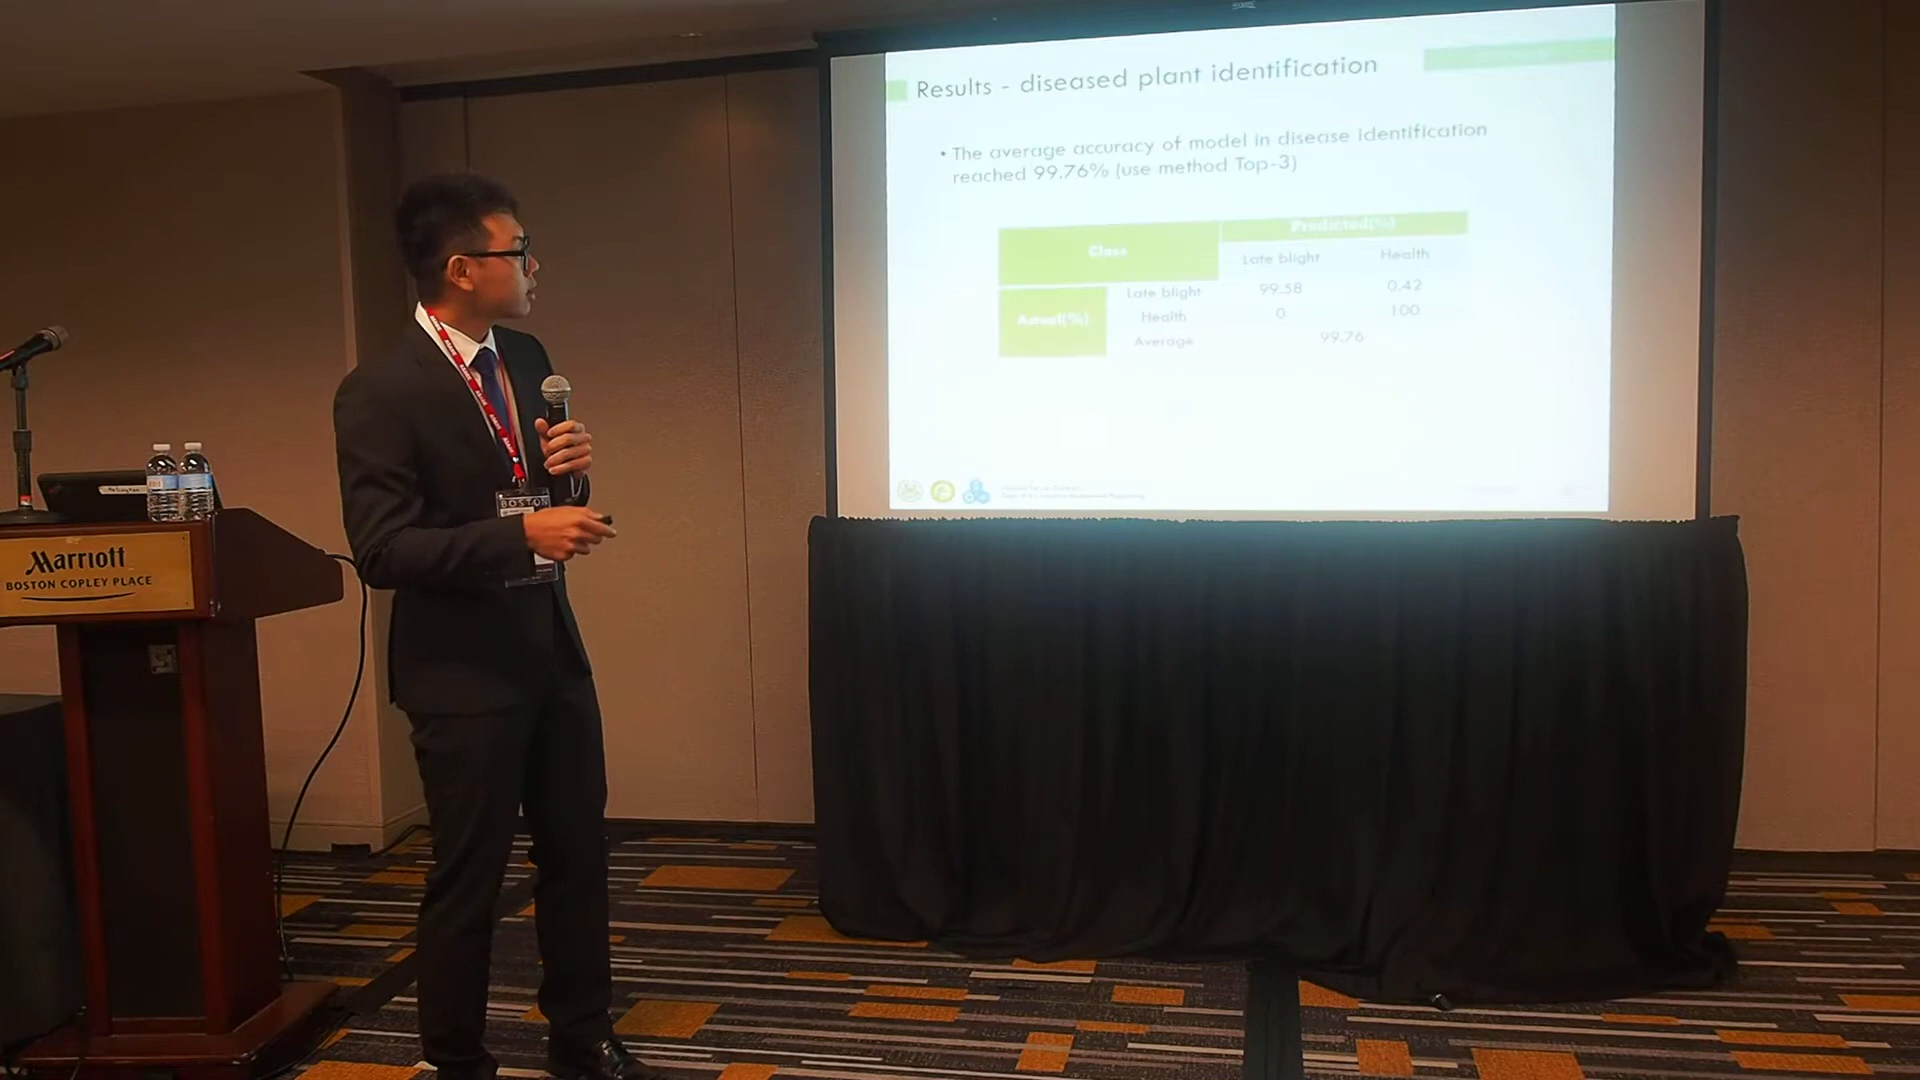 Results - diseased plant identification
• The average accuracy of model in disease identification
reached 99.76% (use method Top-3)
Class
Predicted(%)
Late blight
Health
Actual(%)
Late blight
99.58
0.42
Health
0
100
Average
99.76
BOSTON
Marriott
BOSTON COPLEY PLACE